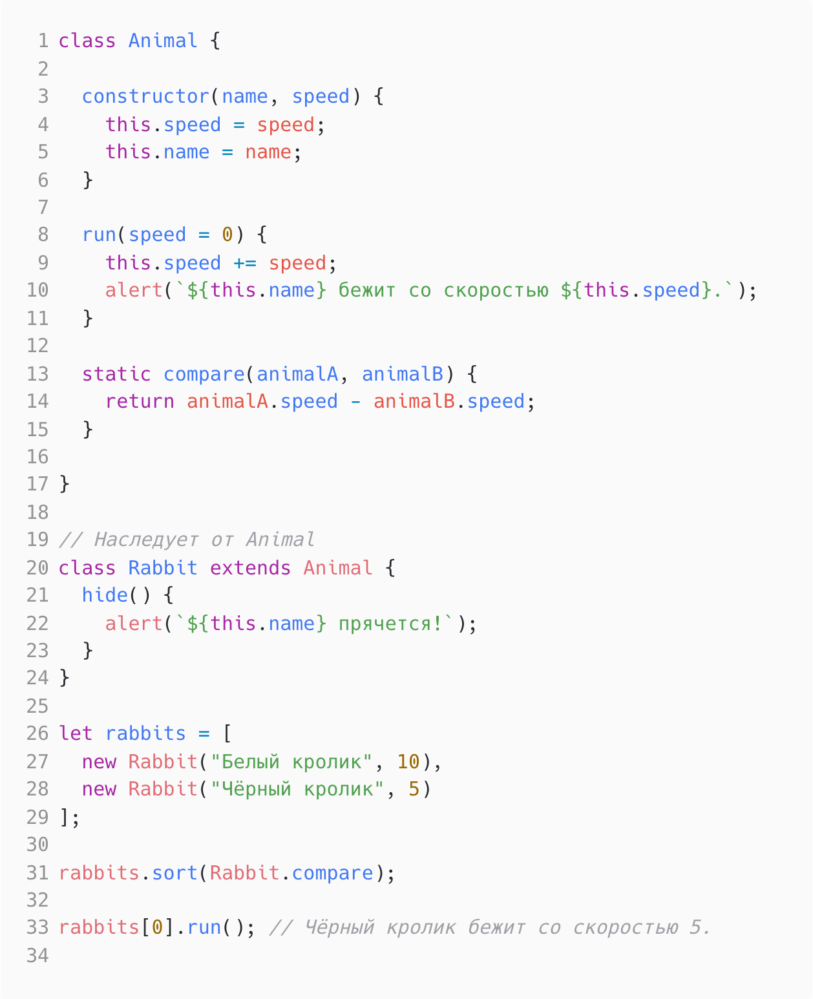 1 class Animal {
2
3   constructor(name, speed) {
4     this.speed = speed;
5     this.name = name;
6   }
7
8   run(speed = 0) {
9     this.speed += speed;
10     alert(`${this.name} бежит со скоростью ${this.speed}.`);
11   }
12
13   static compare(animalA, animalB) {
14     return animalA.speed - animalB.speed;
15   }
16
17 }
18
19 // Наследует от Animal
20 class Rabbit extends Animal {
21   hide() {
22     alert(`${this.name} прячется!`);
23   }
24 }
25
26 let rabbits = [
27   new Rabbit("Белый кролик", 10),
28   new Rabbit("Чёрный кролик", 5)
29 ];
30
31 rabbits.sort(Rabbit.compare);
32
33 rabbits[0].run(); // Чёрный кролик бежит со скоростью 5.
34